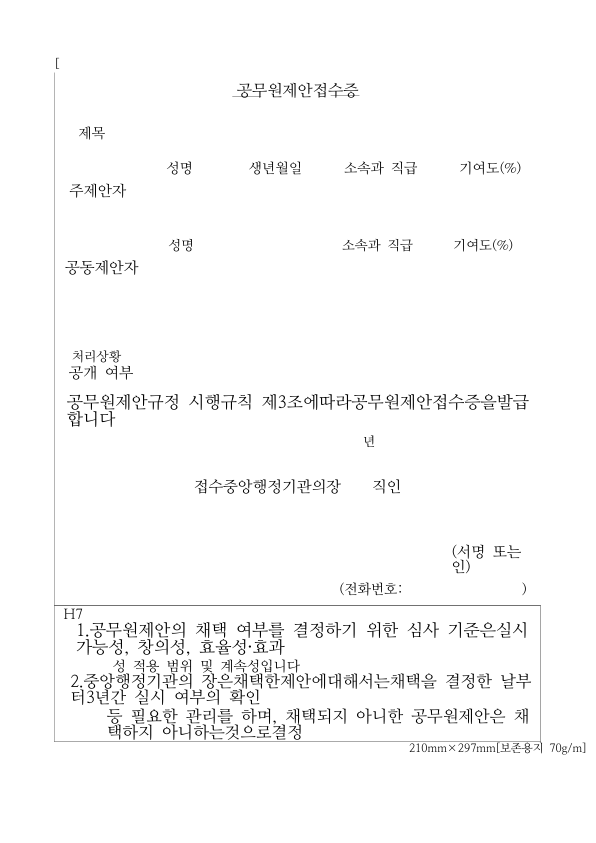 [
공무원제안접수증
제목
성명 생년월일 소속과 직급 기여도(%)
주제안자
성명 소속과 직급 기여도(%)
공동제안자
처리상황
공개 여부
공무원제안규정 시행규칙 제3조에따라공무원제안접수증을발급
합니다
년
접수중앙행정기관의장 직인
(서명 또는
인)
(전화번호: )
H7
1.공무원제안의 채택 여부를 결정하기 위한 심사 기준은실시
가능성, 창의성, 효율성·효과
성 적용 범위 및 계속성입니다
2.중앙행정기관의 장은채택한제안에대해서는채택을 결정한 날부
터3년간 실시 여부의 확인
등 필요한 관리를 하며, 채택되지 아니한 공무원제안은 채
택하지 아니하는것으로결정
210mm×297mm[보존용지 70g/m]